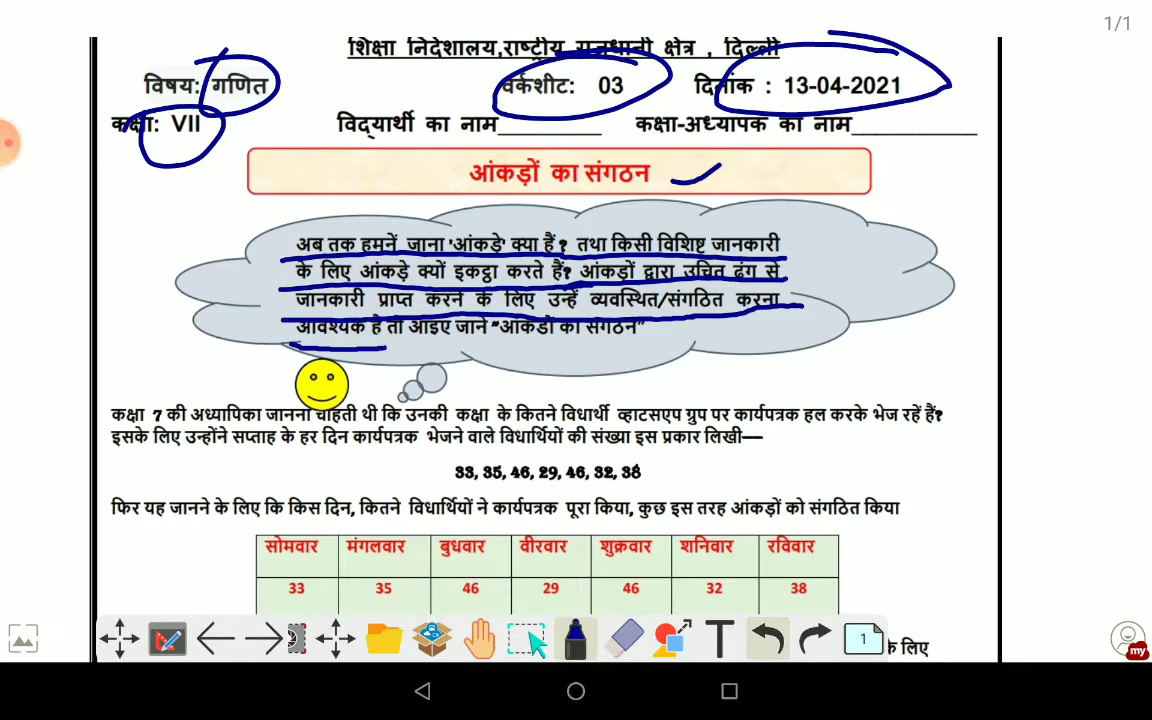 1/1
शिक्षा निदेशालय,राष्ट्रीय राजधानी क्षेत्र , दिल्ली
विषय: गणित वर्कशीट: 03 दिनांक : 13-04-2021
कक्षा: VII विद्यार्थी का नाम_________ कक्षा-अध्यापक का नाम___________
आंकड़ों का संगठन
अब तक हमनें जाना 'आंकड़े' क्या हैं? तथा किसी विशिष्ट जानकारी
के लिए आंकड़े क्यों इकट्ठा करते हैं? आंकड़ों द्वारा उचित ढंग से
जानकारी प्राप्त करने के लिए उन्हें व्यवस्थित/संगठित करना
आवश्यक है तो आइए जाने "आंकडों का संगठन"
कक्षा 7 की अध्यापिका जानना चाहती थी कि उनकी कक्षा के कितने विधार्थी व्हाटसएप ग्रुप पर कार्यपत्रक हल करके भेज रहें हैं?
इसके लिए उन्होंने सप्ताह के हर दिन कार्यपत्रक भेजने वाले विधार्थियों की संख्या इस प्रकार लिखी—
33, 35, 46, 29, 46, 32, 38
फिर यह जानने के लिए कि किस दिन, कितने विधार्थियों ने कार्यपत्रक पूरा किया, कुछ इस तरह आंकड़ों को संगठित किया
सोमवार मंगलवार बुधवार वीरवार शुक्रवार शनिवार रविवार
33 35 46 29 46 32 38
T 1 my
के लिए